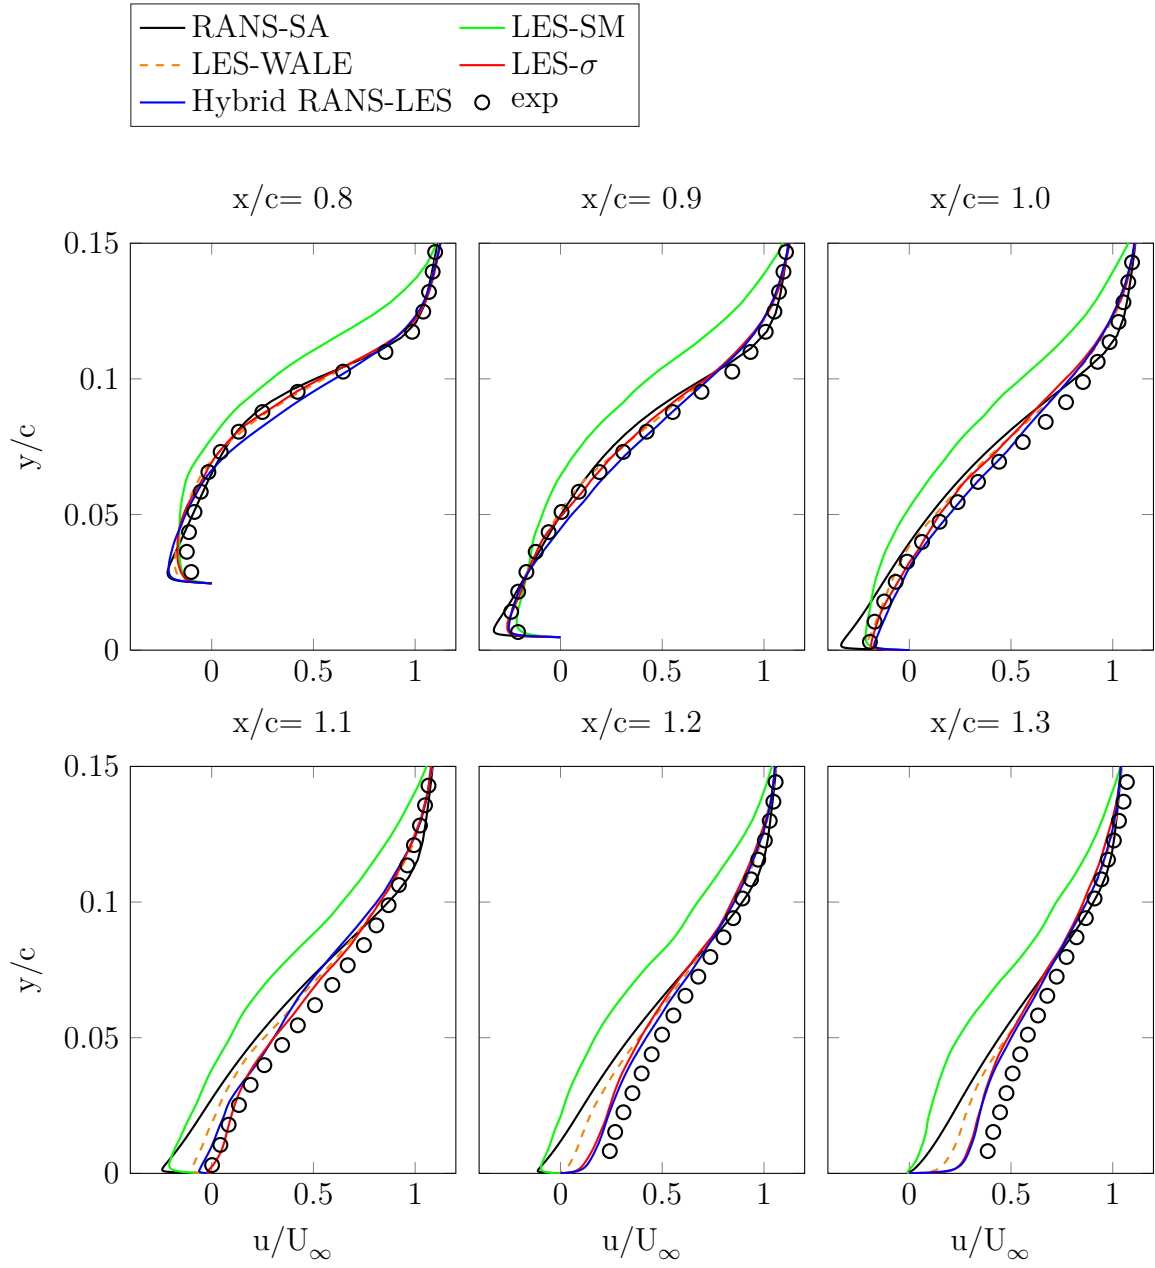 RANS-SA LES-SM
LES-WALE LES-σ
Hybrid RANS-LES exp
x/c= 0.8 x/c= 0.9 x/c= 1.0
0.15
0.1
0.05
0
y/c
0 0.5 1 0 0.5 1 0 0.5 1
x/c= 1.1 x/c= 1.2 x/c= 1.3
0.15
0.1
0.05
0
y/c
0 0.5 1 0 0.5 1 0 0.5 1
u/U∞ u/U∞ u/U∞